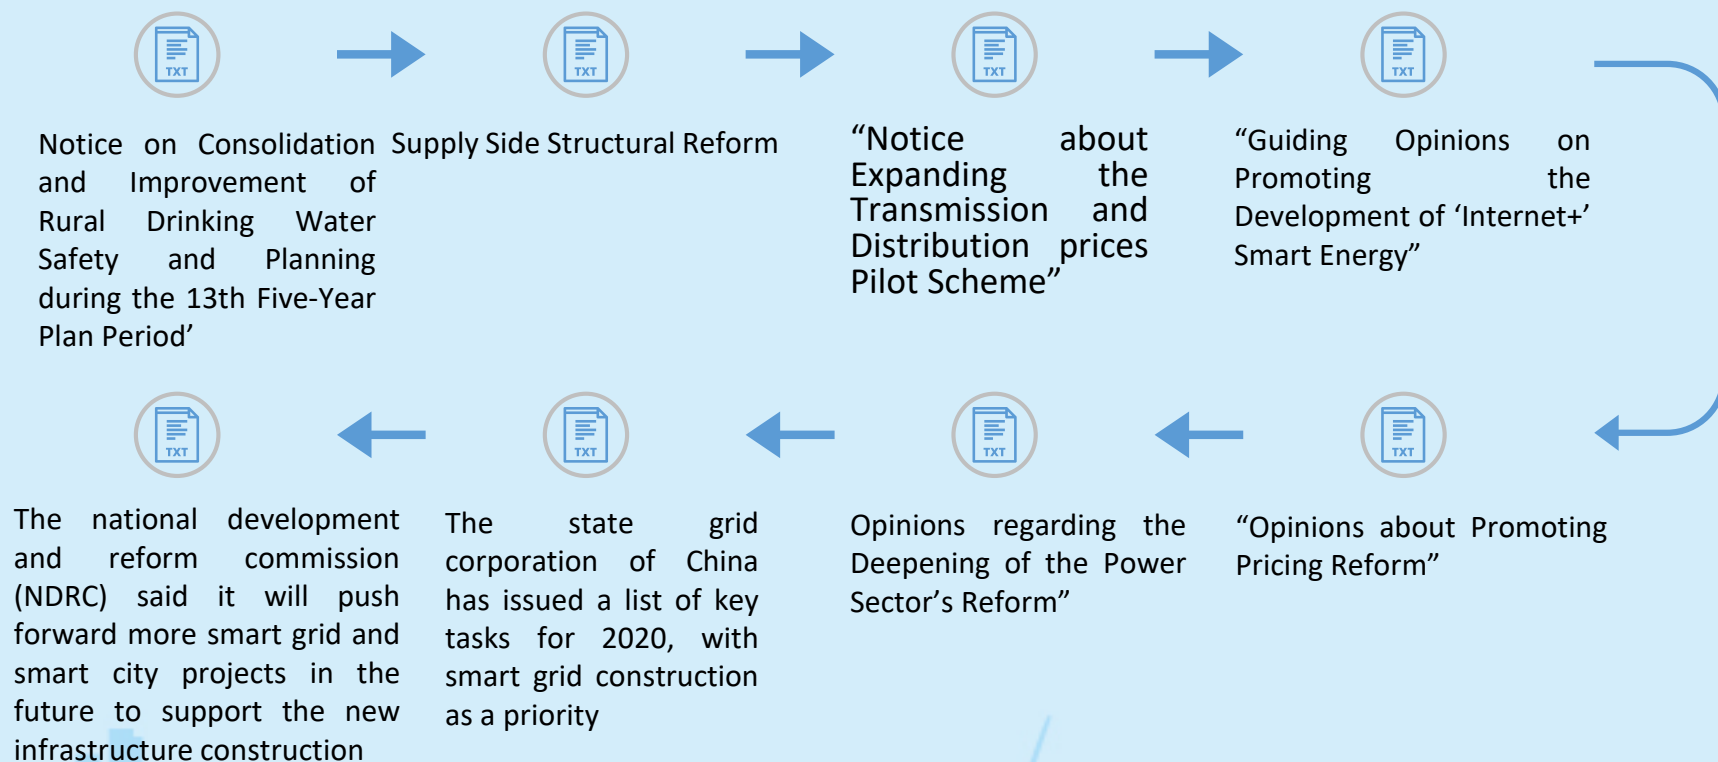 TXT
TXT
TXT
TXT
Notice on Consolidation
and Improvement of
Rural Drinking Water
Safety and Planning
during the 13th Five-Year
Plan Period’
Supply Side Structural Reform
“Notice about
Expanding the
Transmission and
Distribution prices
Pilot Scheme”
“Guiding Opinions on
Promoting the
Development of ‘Internet+’
Smart Energy”
TXT
TXT
TXT
TXT
The national development
and reform commission
(NDRC) said it will push
forward more smart grid and
smart city projects in the
future to support the new
infrastructure construction
The state grid
corporation of China
has issued a list of key
tasks for 2020, with
smart grid construction
as a priority
Opinions regarding the
Deepening of the Power
Sector’s Reform”
“Opinions about Promoting
Pricing Reform”